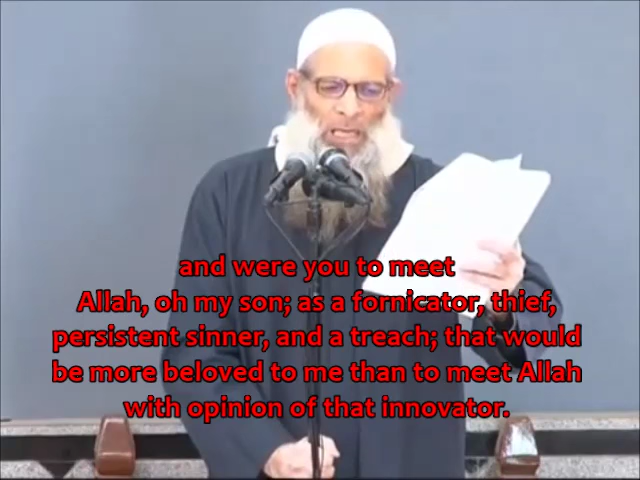 and were you to meet
Allah, oh my son; as a fornicator, thief,
persistent sinner, and a treach; that would
be more beloved to me than to meet Allah
with opinion of that innovator.